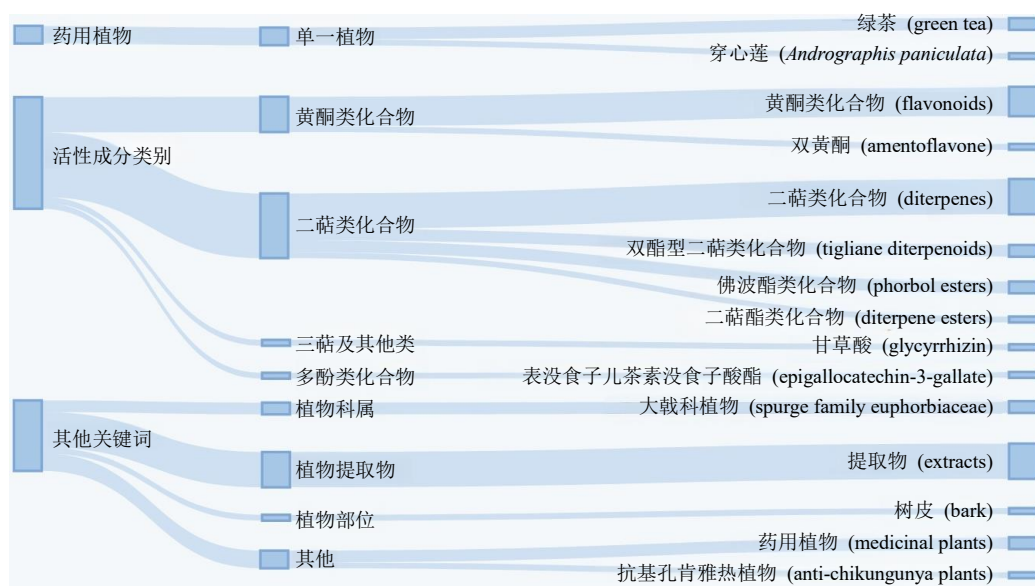 药用植物
单一植物
绿茶 (green tea)
穿心莲 (Andrographis paniculata)
活性成分类别
黄酮类化合物
黄酮类化合物 (flavonoids)
双黄酮 (amentoflavone)
二萜类化合物
二萜类化合物 (diterpenes)
双酯型二萜类化合物 (tigliane diterpenoids)
佛波酯类化合物 (phorbol esters)
二萜酯类化合物 (diterpene esters)
三萜及其他类
甘草酸 (glycyrrhizin)
多酚类化合物
表没食子儿茶素没食子酸酯 (epigallocatechin-3-gallate)
其他关键词
植物科属
大戟科植物 (spurge family euphorbiaceae)
植物提取物
提取物 (extracts)
植物部位
树皮 (bark)
其他
药用植物 (medicinal plants)
抗基孔肯雅热植物 (anti-chikungunya plants)